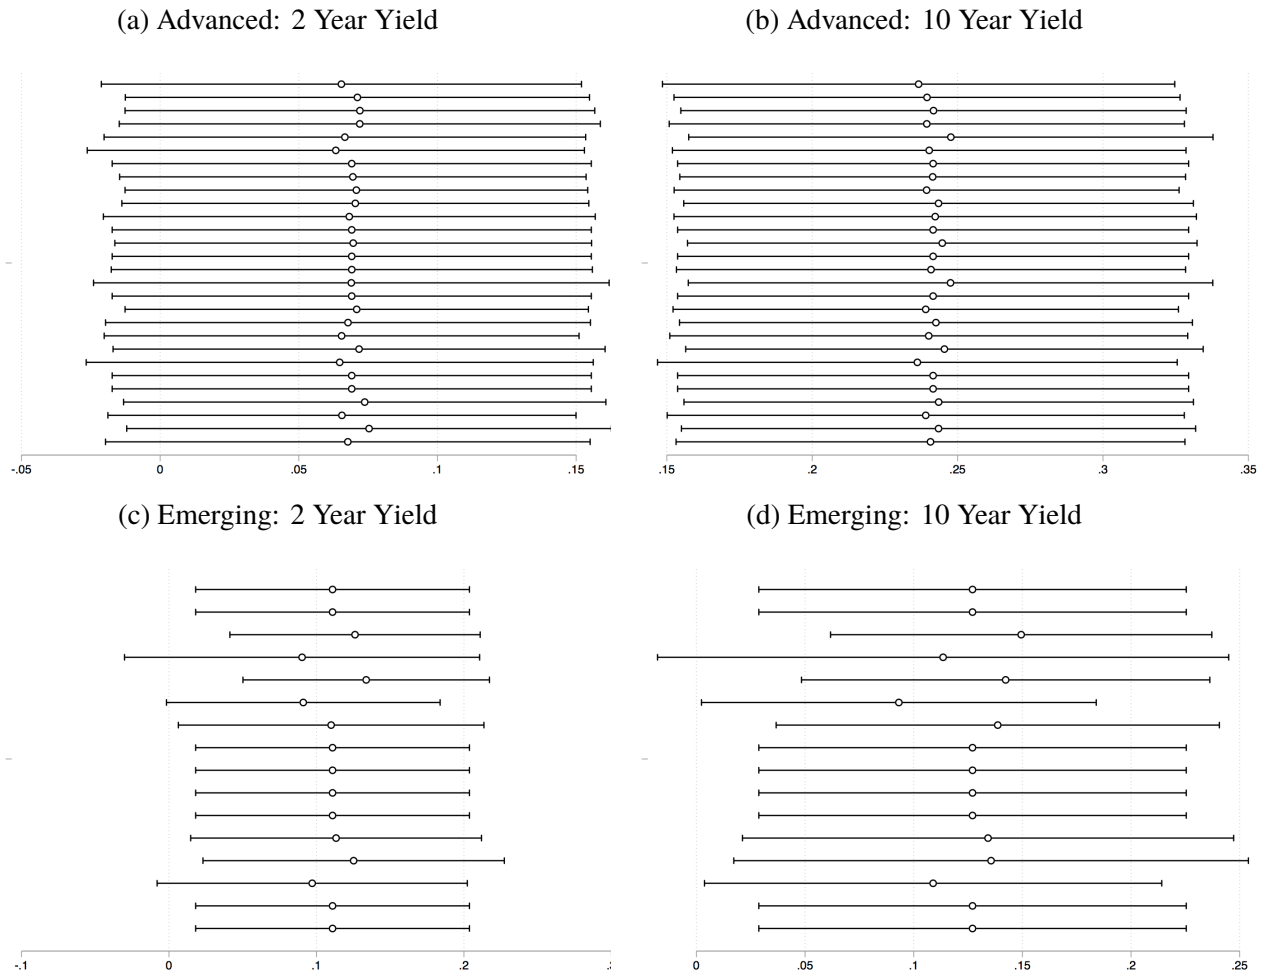 (a) Advanced: 2 Year Yield
(b) Advanced: 10 Year Yield
-.05 0 .05 .1 .15
.15 .2 .25 .3 .35
(c) Emerging: 2 Year Yield
(d) Emerging: 10 Year Yield
-.1 0 .1 .2
0 .05 .1 .15 .2 .25